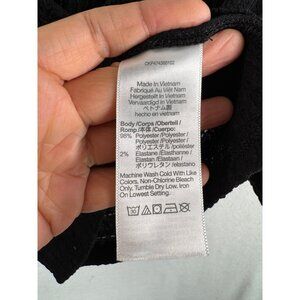 Made In Vietnam
Fabriqué Au Viêt Nam
Hergestellt in Vietnam
Vervaardigd in Vietnam
ベトナム製
hecho en vietnam
Body/Corps/Oberteil /
Romp./本体/ Cuerpo:
98% Polyester/Polyester/
Polyester/Polyester/
ポリエステル/poliéster
2% Elastane/Elasthanne/
Elastan/Elastaan/
ポリウレタン/elastano
Machine Wash Cold With Like
Colors, Non-Chlorine Bleach
Only, Tumble Dry Low, Iron
On Lowest Setting.